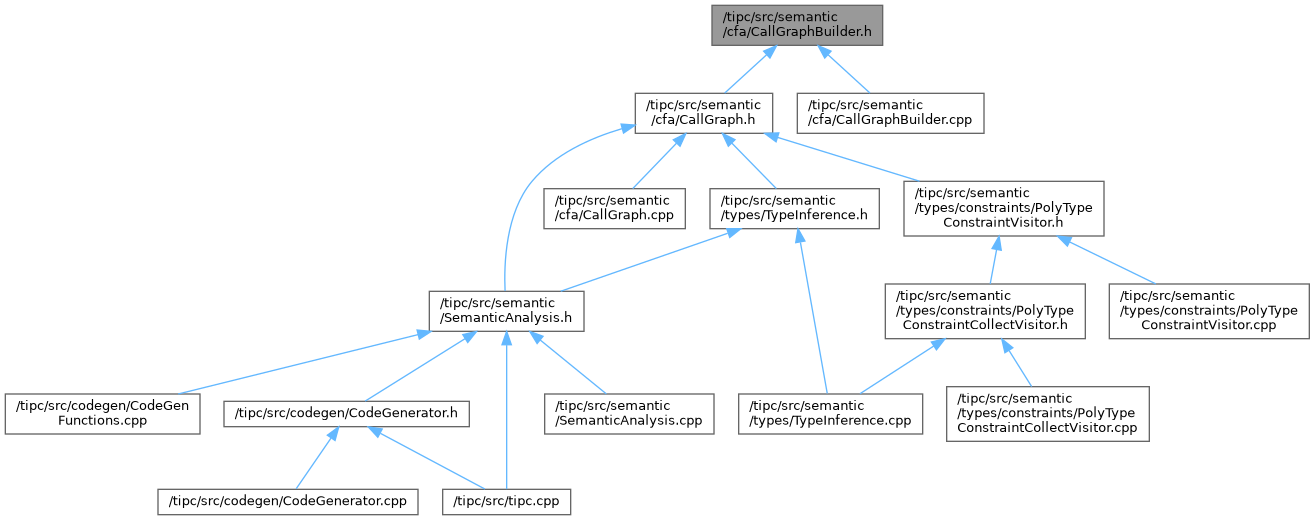 /tipc/src/semantic
/cfa/CallGraphBuilder.h
/tipc/src/semantic
/cfa/CallGraph.h
/tipc/src/semantic
/cfa/CallGraphBuilder.cpp
/tipc/src/semantic
/cfa/CallGraph.cpp
/tipc/src/semantic
/types/TypeInference.h
/tipc/src/semantic
/types/constraints/PolyType
ConstraintVisitor.h
/tipc/src/semantic
/SemanticAnalysis.h
/tipc/src/semantic
/types/constraints/PolyType
ConstraintCollectVisitor.h
/tipc/src/semantic
/types/constraints/PolyType
ConstraintVisitor.cpp
/tipc/src/codegen/CodeGen
Functions.cpp
/tipc/src/codegen/CodeGenerator.h
/tipc/src/semantic
/SemanticAnalysis.cpp
/tipc/src/semantic
/types/TypeInference.cpp
/tipc/src/semantic
/types/constraints/PolyType
ConstraintCollectVisitor.cpp
/tipc/src/codegen/CodeGenerator.cpp
/tipc/src/tipc.cpp